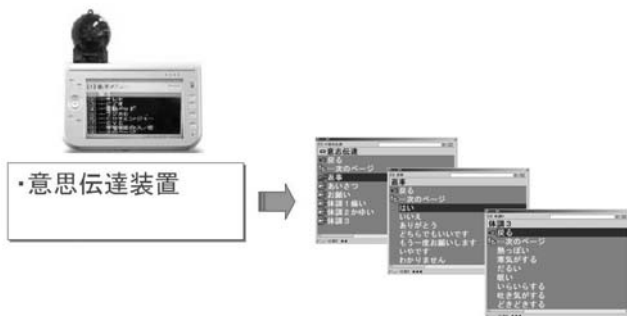 ・意思伝達装置
意志伝達
戻る
次のページ
返事
あいさつ
お願い
体調１痛い
体調２かゆい
体調３
返事
戻る
次のページ
はい
いいえ
ありがとう
どちらでもいいです
もう一度お願いします
いやです
わかりません
体調３
戻る
次のページ
熱っぽい
寒気がする
だるい
眠い
いらいらする
吐き気がする
どきどきする